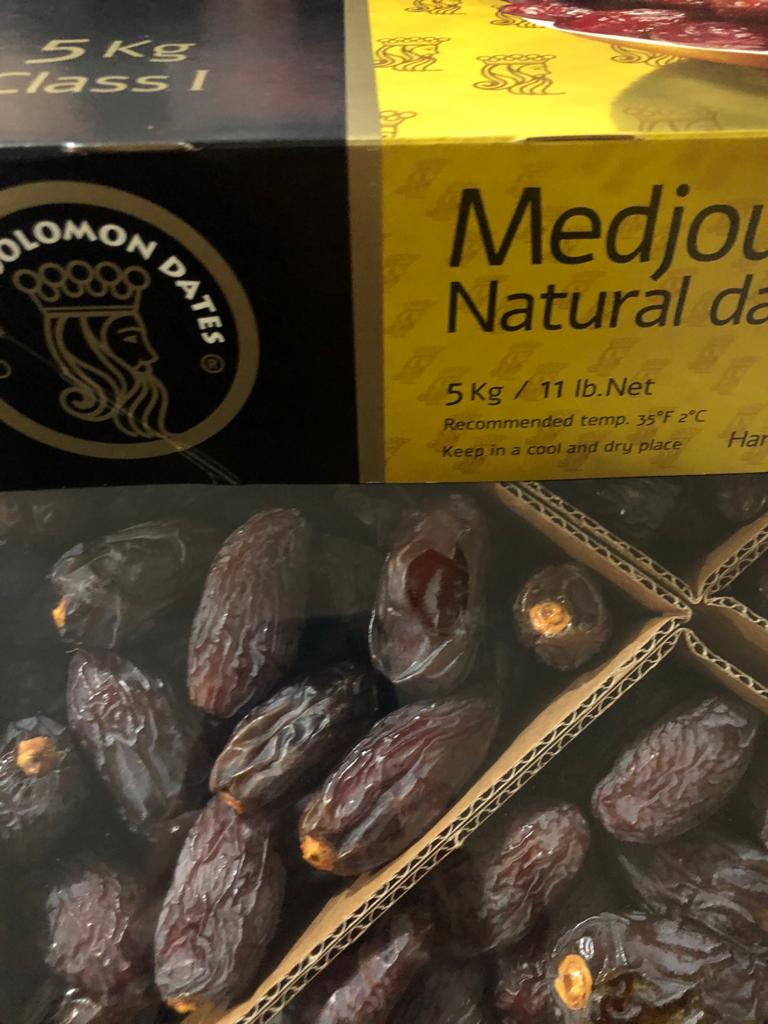 5 Kg
Class I
SOLOMON DATES ®
Medjou
Natural da
5 Kg / 11 lb.Net
Recommended temp. 35°F 2°C
Keep in a cool and dry place
Har